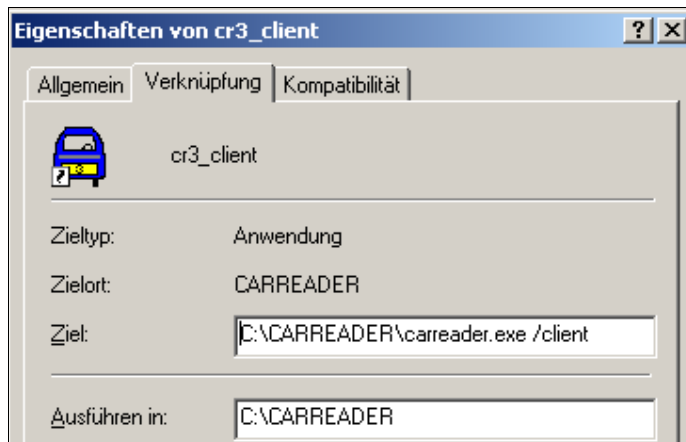 Eigenschaften von cr3_client
Allgemein Verknüpfung Kompatibilität
3
cr3_client
Zieltyp: Anwendung
Zielort: CARREADER
Ziel: C:\CARREADER\carreader.exe /client
Ausführen in: C:\CARREADER